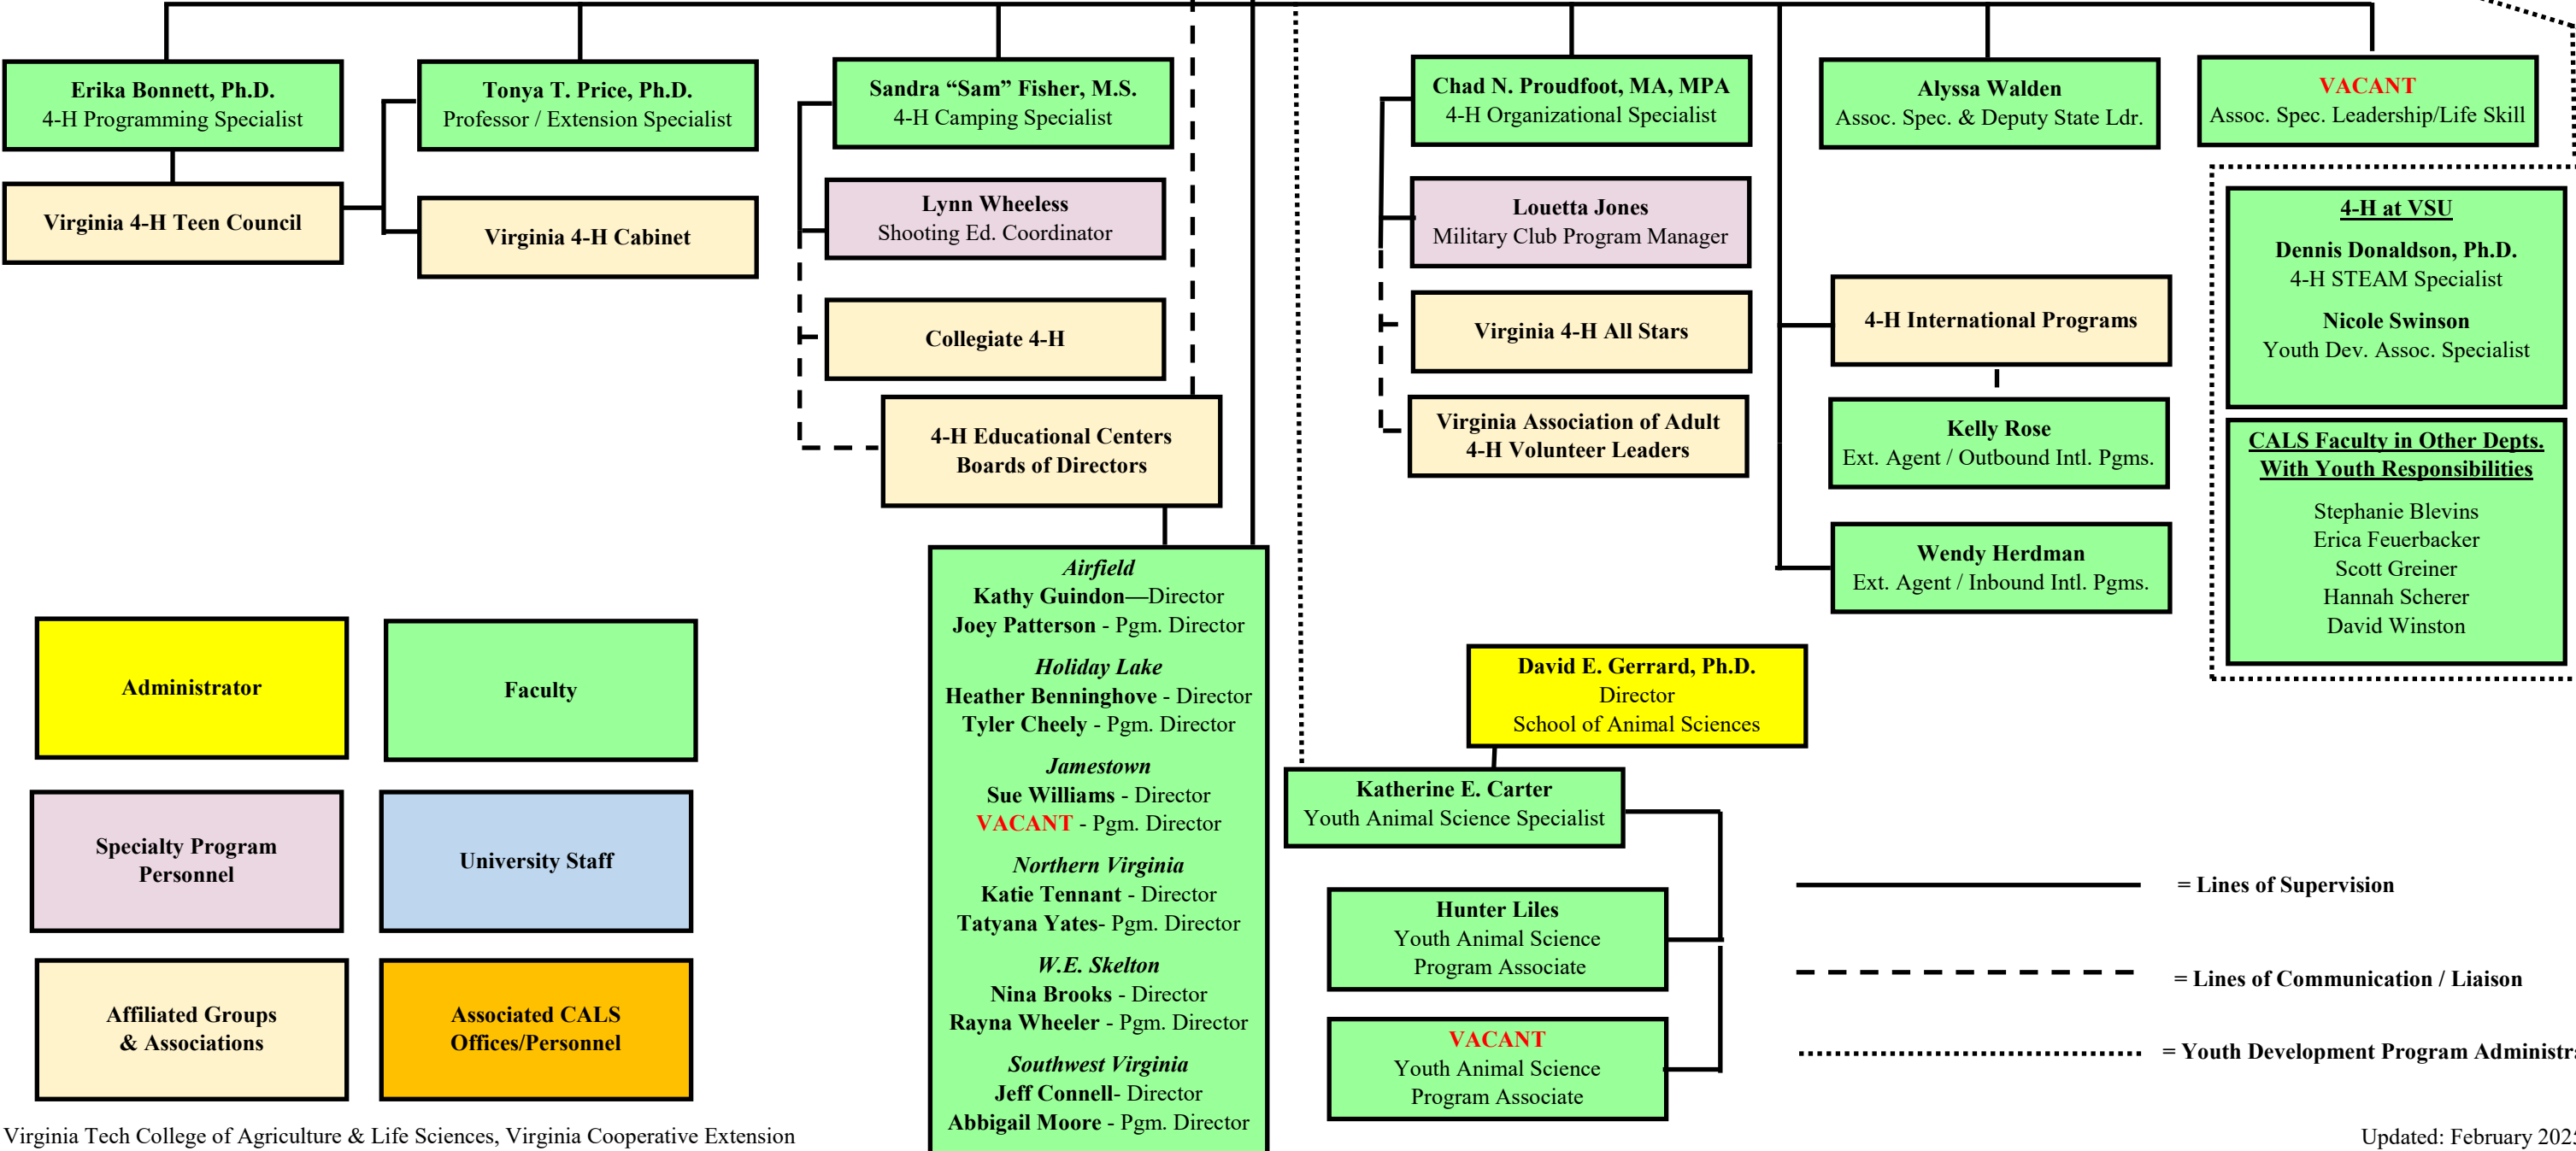 Erika Bonnett, Ph.D.
4-H Programming Specialist
Tonya T. Price, Ph.D.
Professor / Extension Specialist
Sandra “Sam” Fisher, M.S.
4-H Camping Specialist
Chad N. Proudfoot, MA, MPA
4-H Organizational Specialist
Alyssa Walden
Assoc. Spec. & Deputy State Ldr.
VACANT
Assoc. Spec. Leadership/Life Skill
Virginia 4-H Teen Council
Virginia 4-H Cabinet
Lynn Wheeless
Shooting Ed. Coordinator
Collegiate 4-H
4-H Educational Centers
Boards of Directors
Louetta Jones
Military Club Program Manager
Virginia 4-H All Stars
Virginia Association of Adult
4-H Volunteer Leaders
4-H International Programs
Kelly Rose
Ext. Agent / Outbound Intl. Pgms.
Wendy Herdman
Ext. Agent / Inbound Intl. Pgms.
4-H at VSU
Dennis Donaldson, Ph.D.
4-H STEAM Specialist
Nicole Swinson
Youth Dev. Assoc. Specialist
CALS Faculty in Other Depts.
With Youth Responsibilities
Stephanie Blevins
Erica Feuerbacker
Scott Greiner
Hannah Scherer
David Winston
Airfield
Kathy Guindon—Director
Joey Patterson - Pgm. Director
Holiday Lake
Heather Benninghove - Director
Tyler Cheely - Pgm. Director
Jamestown
Sue Williams - Director
VACANT - Pgm. Director
Northern Virginia
Katie Tennant - Director
Tatyana Yates- Pgm. Director
W.E. Skelton
Nina Brooks - Director
Rayna Wheeler - Pgm. Director
Southwest Virginia
Jeff Connell- Director
Abbigail Moore - Pgm. Director
David E. Gerrard, Ph.D.
Director
School of Animal Sciences
Katherine E. Carter
Youth Animal Science Specialist
Hunter Liles
Youth Animal Science
Program Associate
VACANT
Youth Animal Science
Program Associate
Administrator
Faculty
Specialty Program
Personnel
University Staff
Affiliated Groups
& Associations
Associated CALS
Offices/Personnel
= Lines of Supervision
= Lines of Communication / Liaison
= Youth Development Program
Virginia Tech College of Agriculture & Life Sciences, Virginia Cooperative Extension
Updated: February